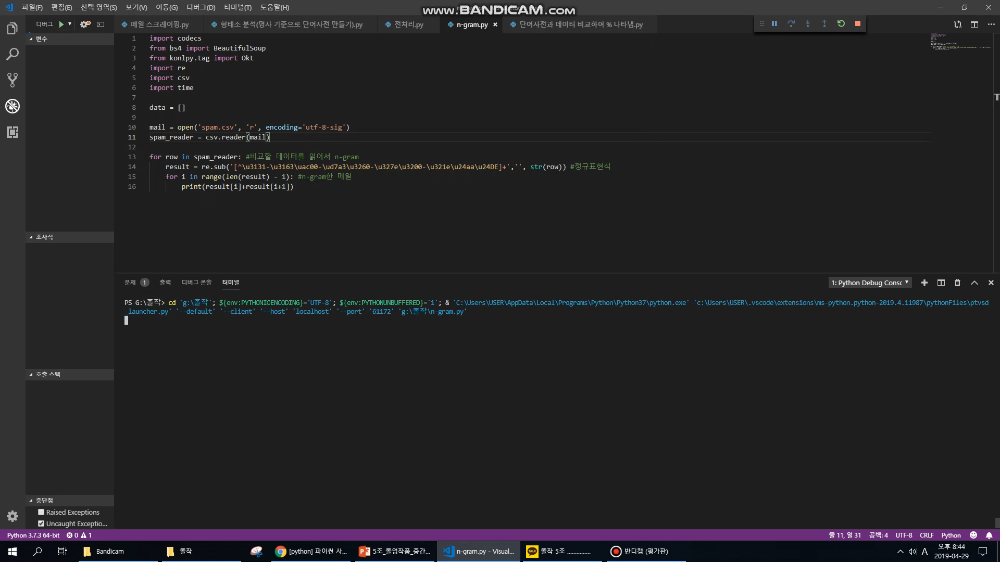 파일(F) 편집(E) 선택 영역(S) 보기(V) 이동(G) 디버그(D) 터미널(T) 도움말(H)
www.BANDICAM.com
디버그
메일 스크레이핑.py
형태소 분석(명사 기준으로 단어사전 만들기).py
전처리.py
n-gram.py
단어사전과 데이터 비교하여 % 나타냄.py
변수
조사식
호출 스택
중단점
Raised Exceptions
Uncaught Exceptio...
1 import codecs
2 from bs4 import BeautifulSoup
3 from konlpy.tag import Okt
4 import re
5 import csv
6 import time
7
8 data = []
9
10 mail = open('spam.csv', 'r', encoding='utf-8-sig')
11 spam_reader = csv.reader(mail)
12
13 for row in spam_reader: #비교할 데이터를 읽어서 n-gram
14 result = re.sub('[^\u3131-\u3163\uac00-\ud7a3\u3260-\u327e\u3200-\u321e\u24aa\u24DE]+','', str(row)) #정규표현식
15 for i in range(len(result) - 1): #n-gram한 메일
16 print(result[i]+result[i+1])
문제 1 출력 디버그 콘솔 터미널
1: Python Debug Consc
PS G:\졸작> cd 'g:\졸작'; ${env:PYTHONIOENCODING}='UTF-8'; ${env:PYTHONUNBUFFERED}='1'; & 'C:\Users\USER\AppData\Local\Programs\Python\Python37\python.exe' 'c:\Users\USER\.vscode\extensions\ms-python.python-2019.4.11987\pythonFiles\ptvsd
_launcher.py' '--default' '--client' '--host' 'localhost' '--port' '61172' 'g:\졸작\n-gram.py'
Python 3.7.3 64-bit 0 1
줄 11, 열 31 공백: 4 UTF-8 CRLF Python
Bandicam
졸작
[python] 파이썬 사...
5조_졸업작품_중간...
n-gram.py - Visual...
TALK
졸작 5조 ...............
반디캠 (평가판)
A
오후 8:44
2019-04-29